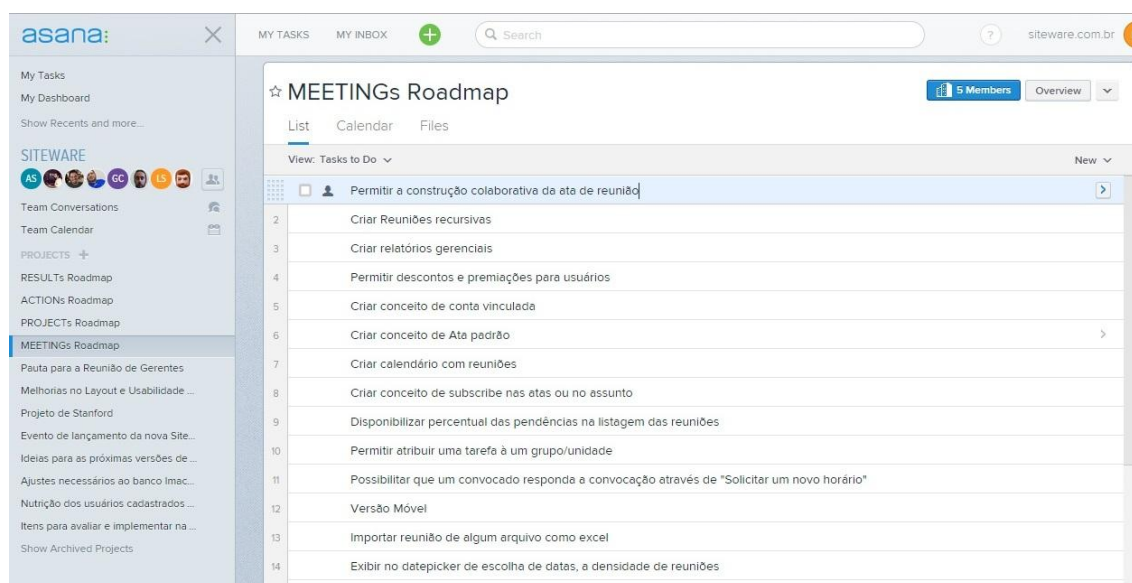 asana:
MY TASKS MY INBOX Search ? siteware.com.br
My Tasks
My Dashboard
Show Recents and more...
SITEWARE
AS GC LS
Team Conversations
Team Calendar
PROJECTS +
RESULTs Roadmap
ACTIONs Roadmap
PROJECTs Roadmap
MEETINGs Roadmap
Pauta para a Reunião de Gerentes
Melhorias no Layout e Usabilidade ...
Projeto de Stanford
Evento de lançamento da nova Site...
Ideias para as próximas versões de ...
Ajustes necessários ao banco Imac...
Nutrição dos usuários cadastrados ...
Itens para avaliar e implementar na ...
Show Archived Projects
MEETINGs Roadmap
5 Members Overview
List Calendar Files
View: Tasks to Do New
Permitir a construção colaborativa da ata de reunião
2 Criar Reuniões recursivas
3 Criar relatórios gerenciais
4 Permitir descontos e premiações para usuários
5 Criar conceito de conta vinculada
6 Criar conceito de Ata padrão
7 Criar calendário com reuniões
8 Criar conceito de subscribe nas atas ou no assunto
9 Disponibilizar percentual das pendências na listagem das reuniões
10 Permitir atribuir uma tarefa à um grupo/unidade
11 Possibilitar que um convocado responda a convocação através de "Solicitar um novo horário"
12 Versão Móvel
13 Importar reunião de algum arquivo como excel
14 Exibir no datepicker de escolha de datas, a densidade de reuniões